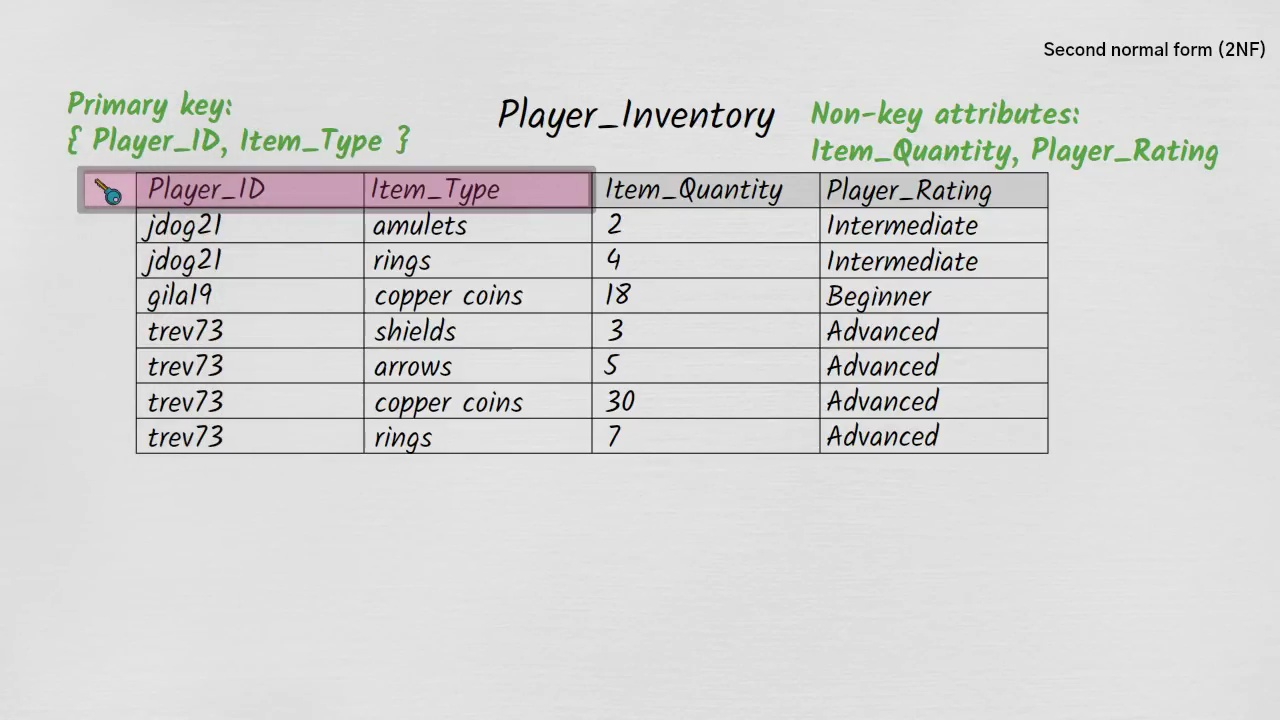 Second normal form (2NF)
Primary key:
{ Player_ID, Item_Type }
Player_Inventory
Non-key attributes:
Item_Quantity, Player_Rating
Player_ID Item_Type Item_Quantity Player_Rating
jdog21 amulets 2 Intermediate
jdog21 rings 4 Intermediate
gila19 copper coins 18 Beginner
trev73 shields 3 Advanced
trev73 arrows 5 Advanced
trev73 copper coins 30 Advanced
trev73 rings 7 Advanced